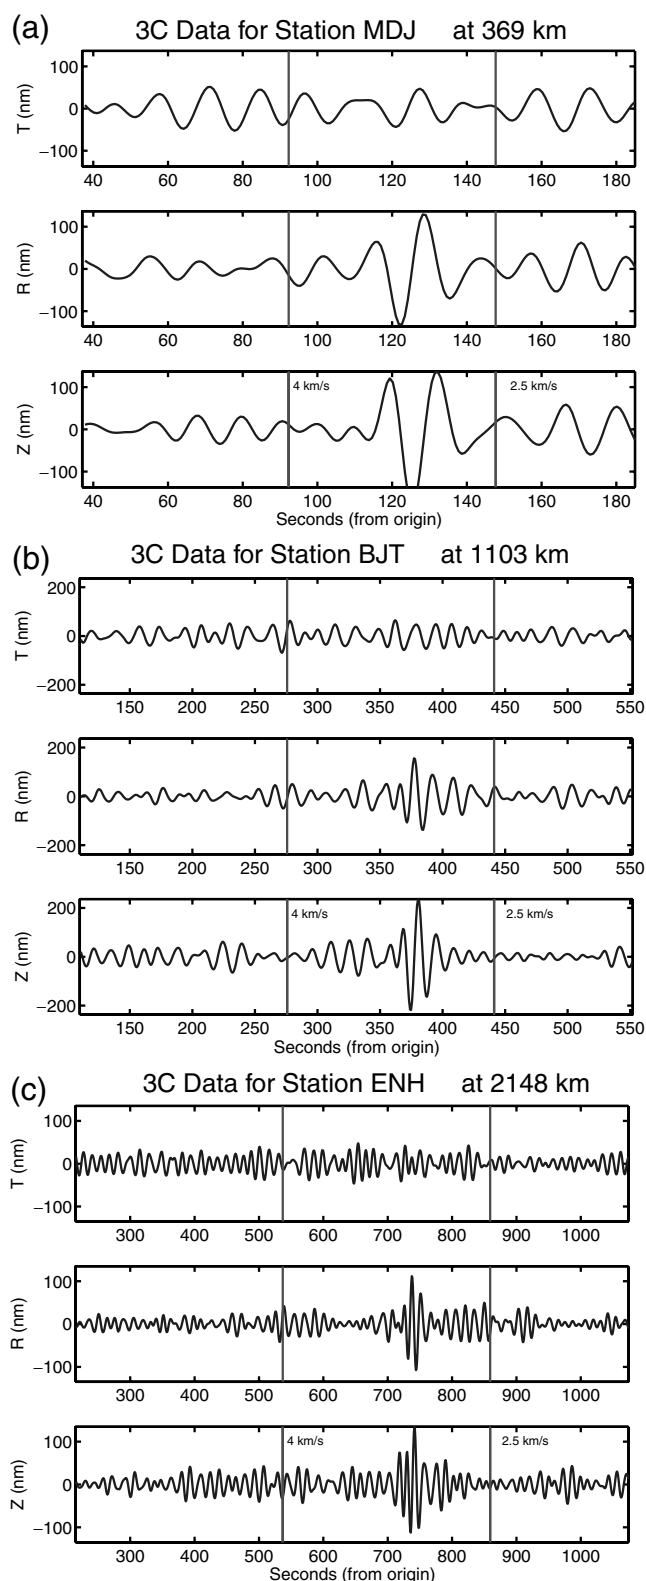 (a) 3C Data for Station MDJ at 369 km
T (nm)
100
0
−100
40 60 80 100 120 140 160 180
R (nm)
100
0
−100
40 60 80 100 120 140 160 180
Z (nm)
100
0
−100
4 km/s 2.5 km/s
40 60 80 100 120 140 160 180
Seconds (from origin)
(b) 3C Data for Station BJT at 1103 km
T (nm)
200
0
−200
150 200 250 300 350 400 450 500 550
R (nm)
200
0
−200
150 200 250 300 350 400 450 500 550
Z (nm)
200
0
−200
4 km/s 2.5 km/s
150 200 250 300 350 400 450 500 550
Seconds (from origin)
(c) 3C Data for Station ENH at 2148 km
T (nm)
100
0
−100
300 400 500 600 700 800 900 1000
R (nm)
100
0
−100
300 400 500 600 700 800 900 1000
Z (nm)
100
0
−100
4 km/s 2.5 km/s
300 400 500 600 700 800 900 1000
Seconds (from origin)